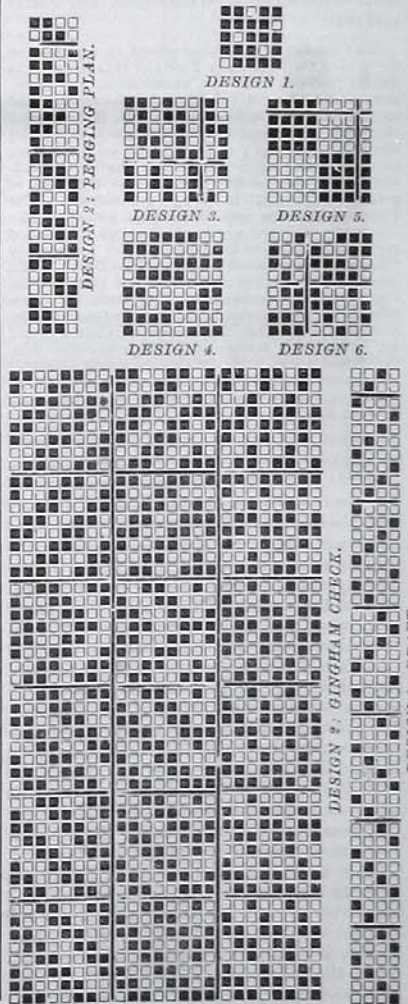 DESIGN 2: PEGGING PLAN.
DESIGN 1.
DESIGN 3.
DESIGN 5.
DESIGN 4.
DESIGN 6.
DESIGN 2: GINGHAM CHECK.